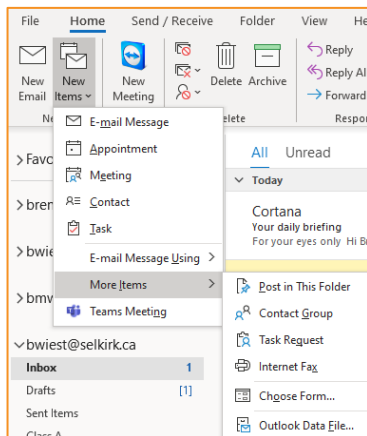 File Home Send / Receive Folder View
New Email
New Items
New Meeting
Delete Archive
Reply
Reply Al
Forward
Respo
E-mail Message
Appointment
Meeting
Contact
Task
E-mail Message Using
More Items
Teams Meeting
Post in This Folder
Contact Group
Task Request
Internet Fax
Choose Form...
Outlook Data File...
All Unread
Today
Cortana
Your daily briefing
For your eyes only Hi B
Favo
bren
bwie
bmw
bwiest@selkirk.ca
Inbox 1
Drafts [1]
Sent Items